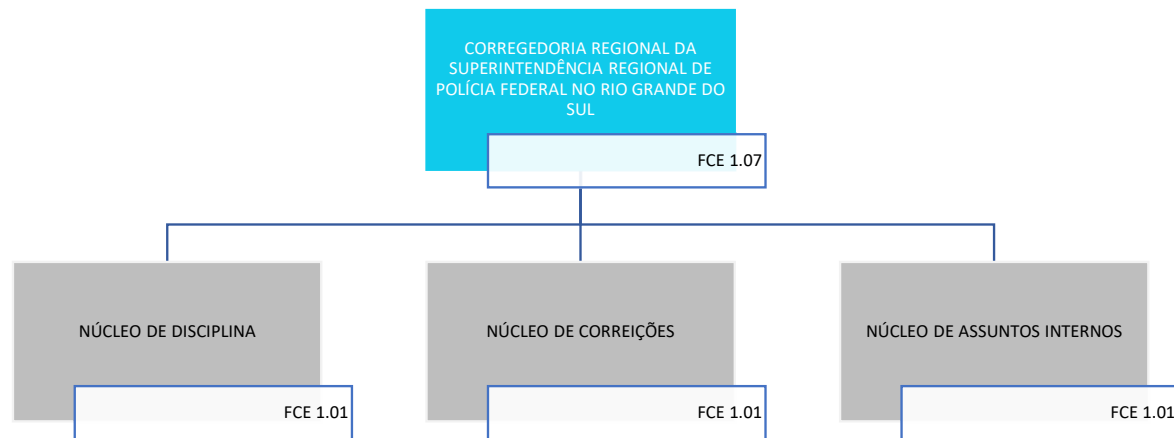 CORREGEDORIA REGIONAL DA
SUPERINTENDÊNCIA REGIONAL DE
POLÍCIA FEDERAL NO RIO GRANDE DO
SUL
FCE 1.07
NÚCLEO DE DISCIPLINA
FCE 1.01
NÚCLEO DE CORREIÇÕES
FCE 1.01
NÚCLEO DE ASSUNTOS INTERNOS
FCE 1.01